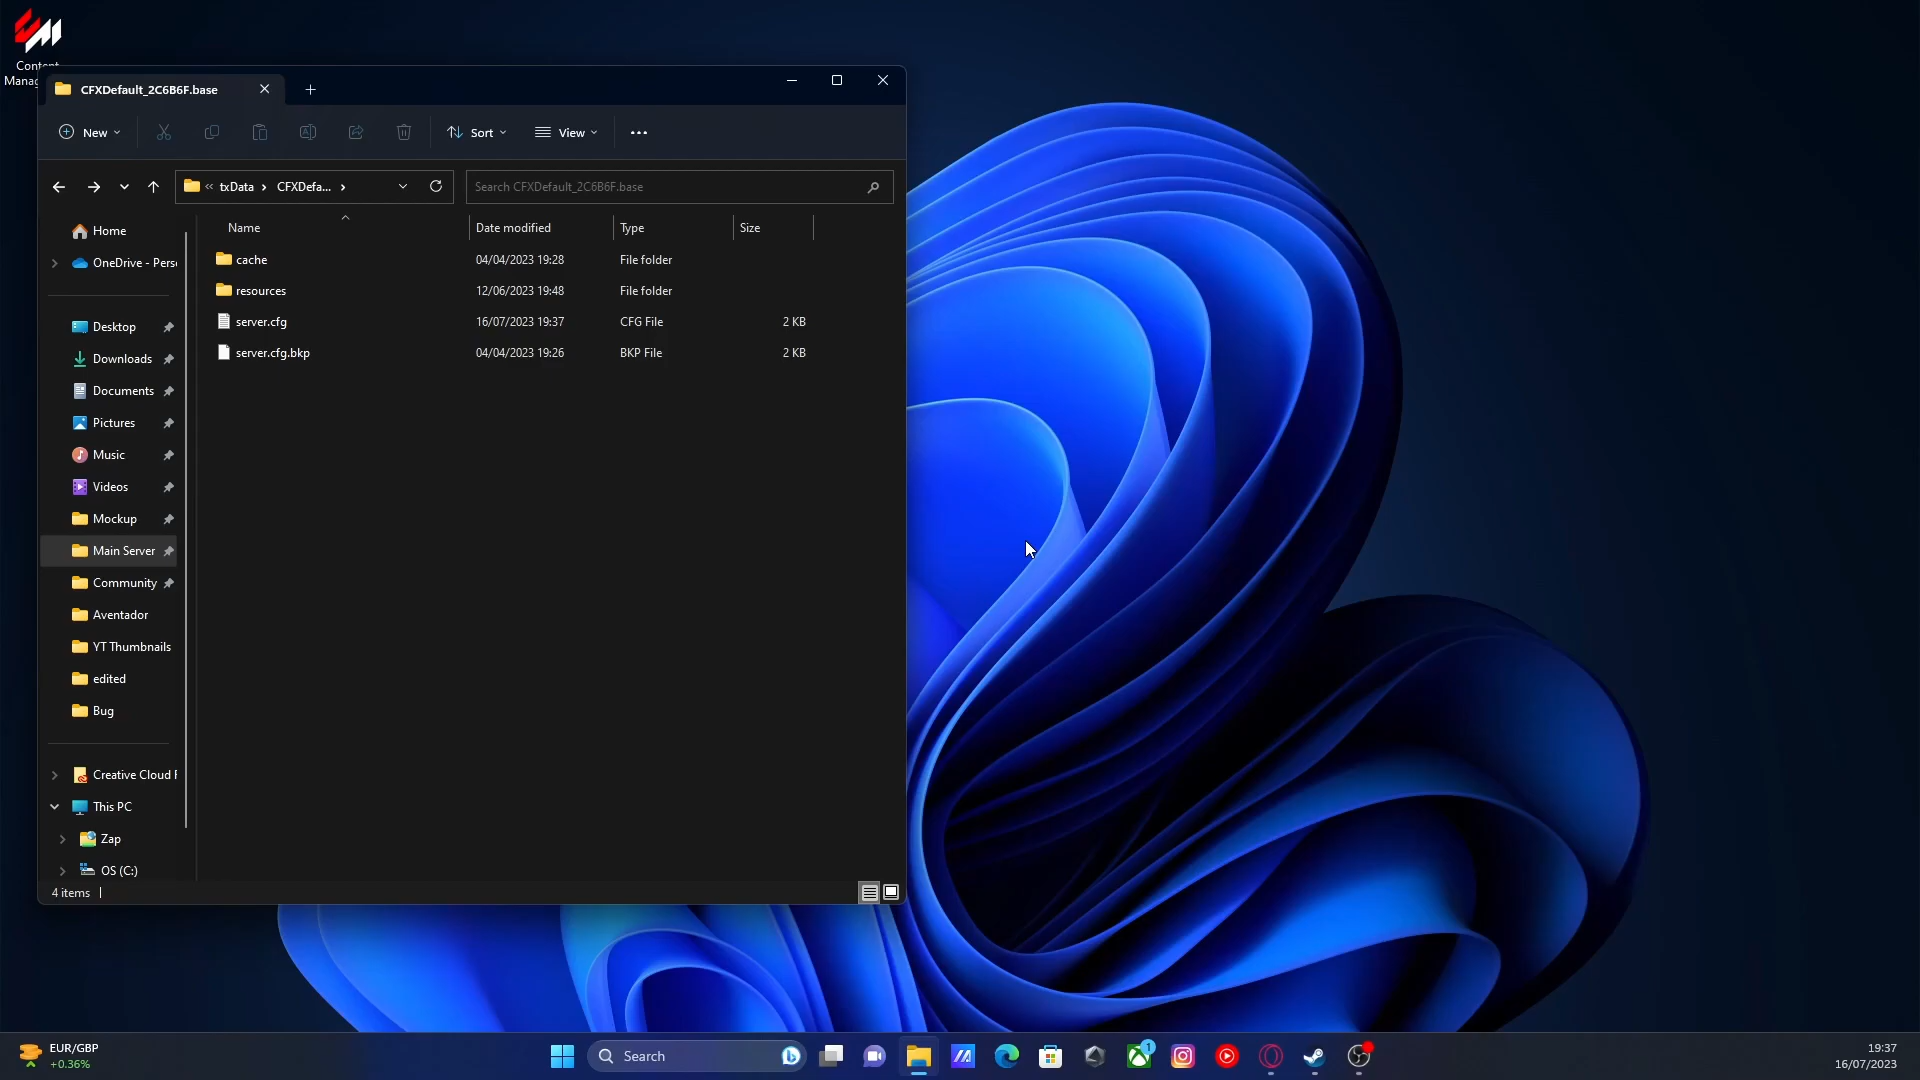 Content
Manag
CFXDefault_2C6B6F.base
New
Sort
View
txData
CFXDefa...
Search CFXDefault_2C6B6F.base
Name
Date modified
Type
Size
cache
04/04/2023 19:28
File folder
resources
12/06/2023 19:48
File folder
server.cfg
16/07/2023 19:37
CFG File
2 KB
server.cfg.bkp
04/04/2023 19:26
BKP File
2 KB
Home
OneDrive - Perso
Desktop
Downloads
Documents
Pictures
Music
Videos
Mockup
Main Server
Community
Aventador
YT Thumbnails
edited
Bug
Creative Cloud F
This PC
Zap
OS (C:)
4 items
EUR/GBP
+0.36%
Search
1
19:37
16/07/2023